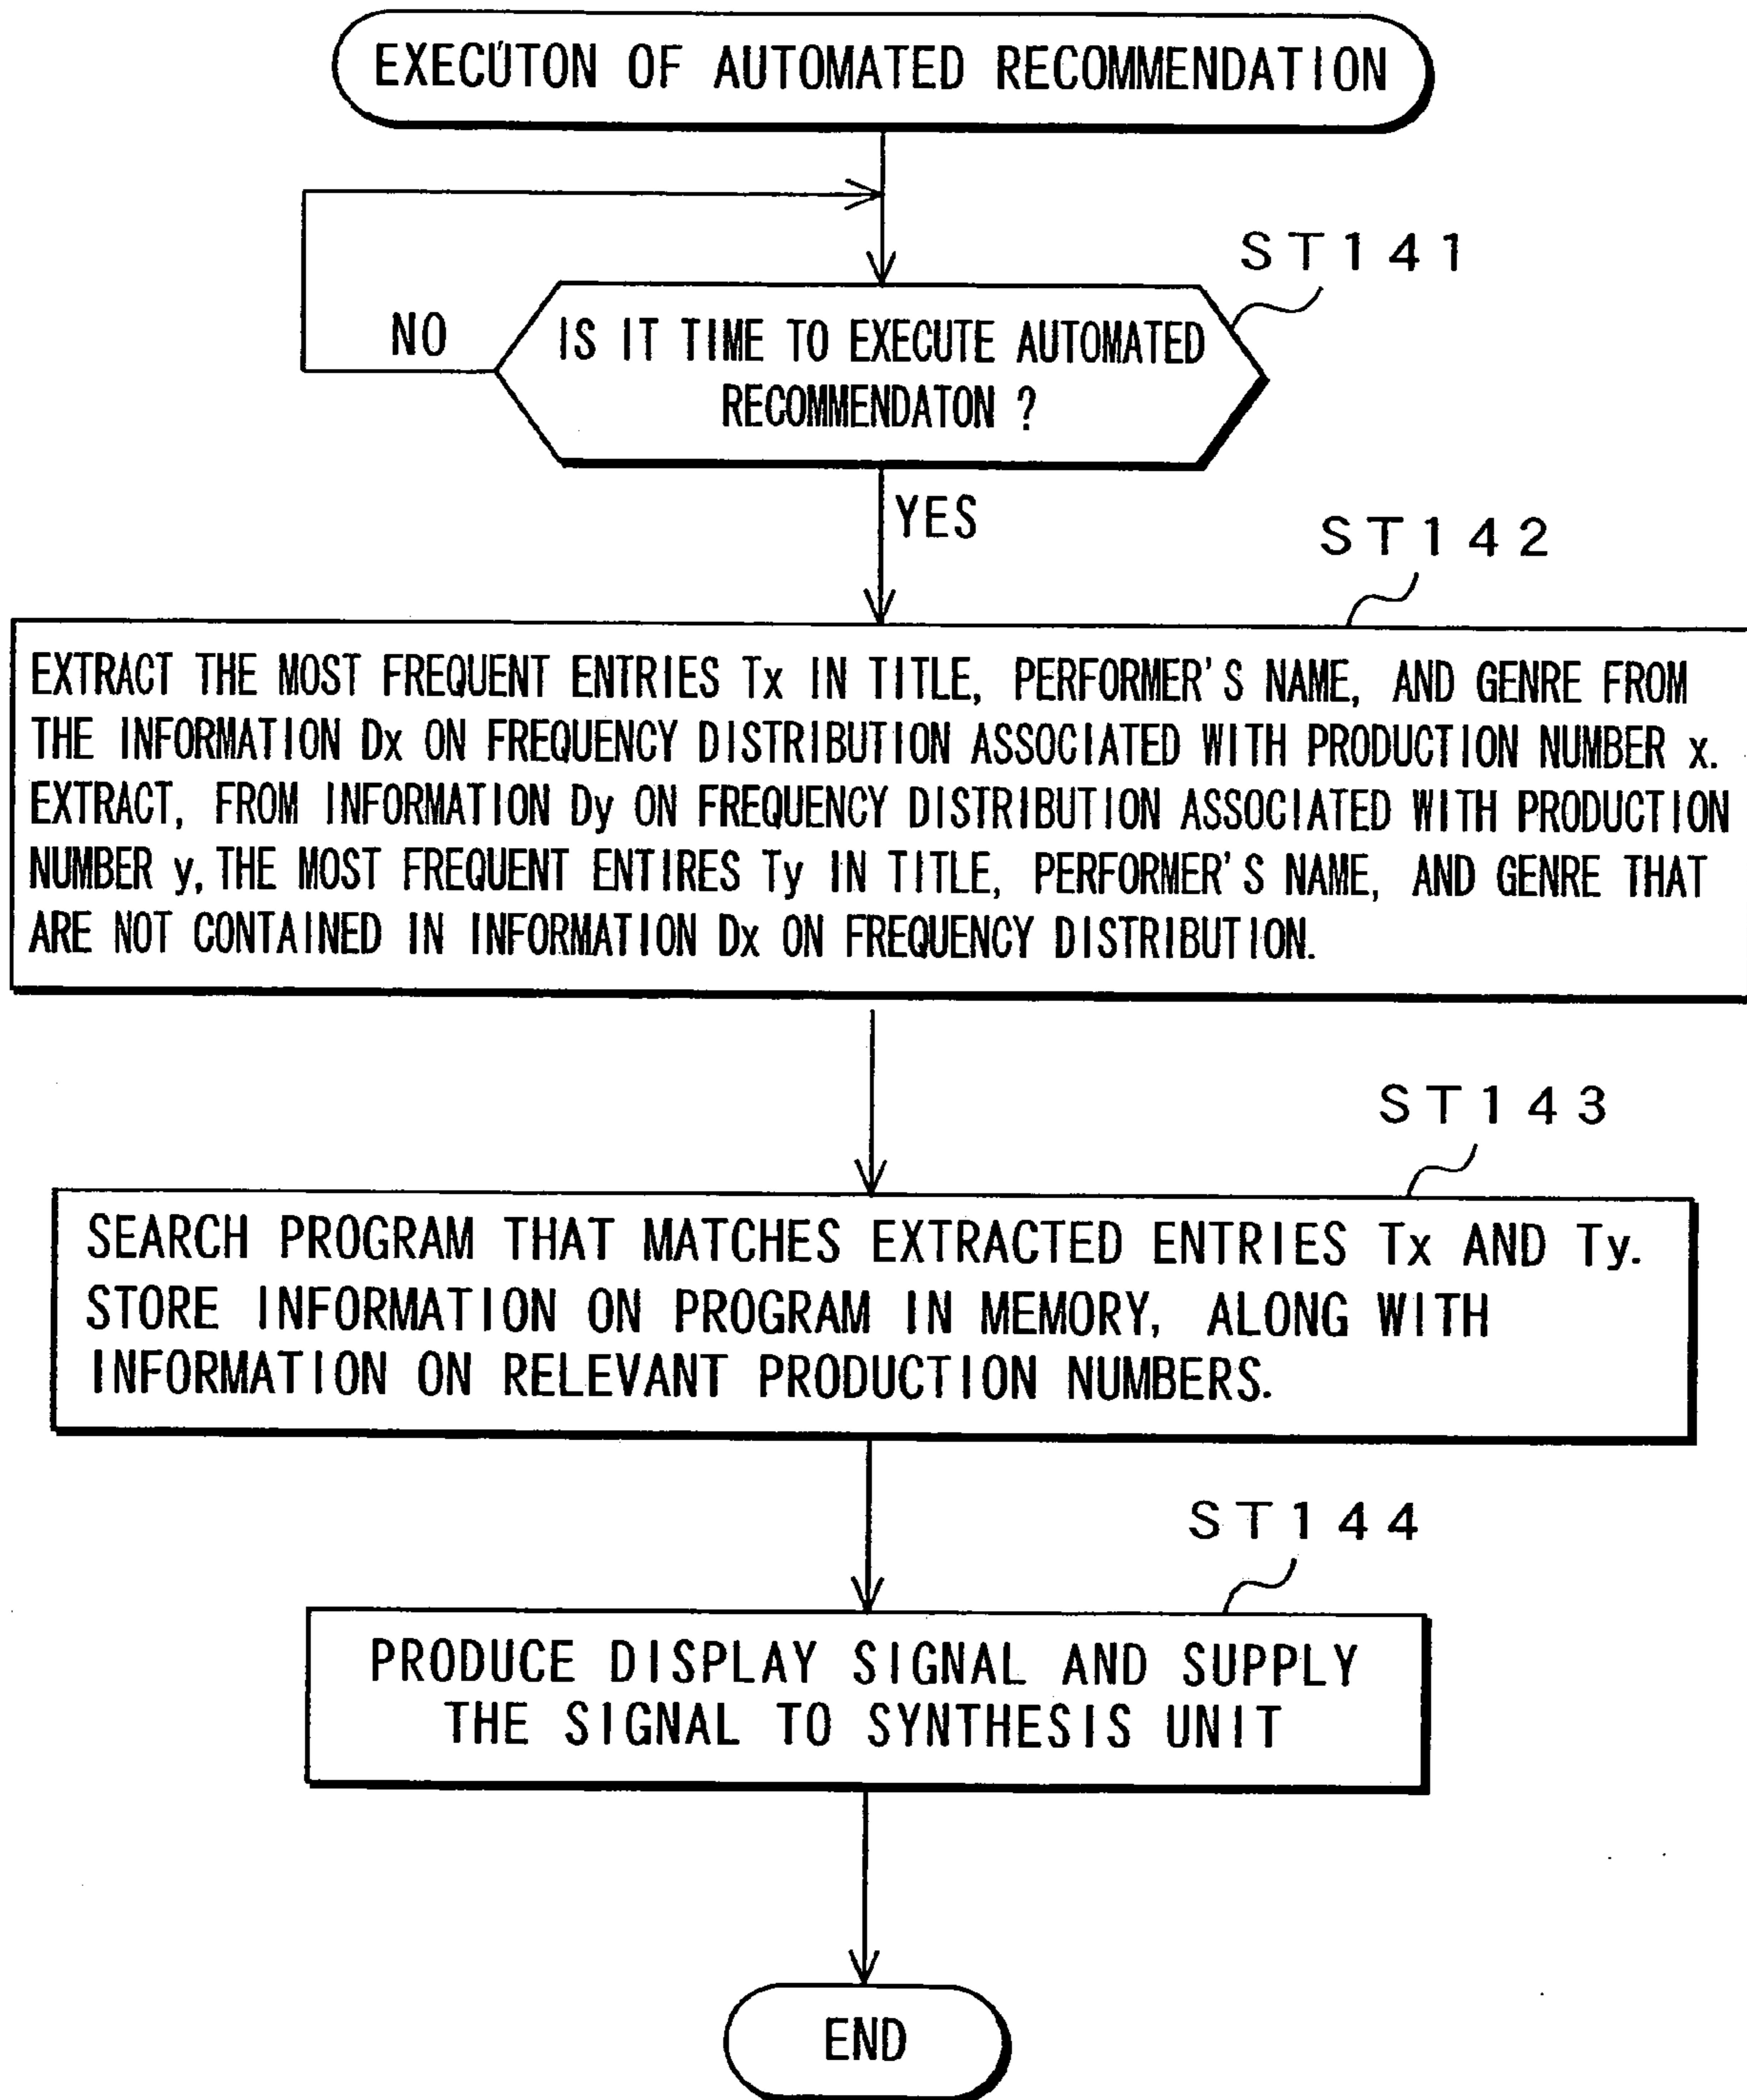 EXECUTON OF AUTOMATED RECOMMENDATION
ST141
NO
IS IT TIME TO EXECUTE AUTOMATED
RECOMMENDATON ?
YES
ST142
EXTRACT THE MOST FREQUENT ENTRIES Tx IN TITLE, PERFORMER'S NAME, AND GENRE FROM
THE INFORMATION Dx ON FREQUENCY DISTRIBUTION ASSOCIATED WITH PRODUCTION NUMBER x.
EXTRACT, FROM INFORMATION Dy ON FREQUENCY DISTRIBUTION ASSOCIATED WITH PRODUCTION
NUMBER y, THE MOST FREQUENT ENTIRES Ty IN TITLE, PERFORMER'S NAME, AND GENRE THAT
ARE NOT CONTAINED IN INFORMATION Dx ON FREQUENCY DISTRIBUTION.
ST143
SEARCH PROGRAM THAT MATCHES EXTRACTED ENTRIES Tx AND Ty.
STORE INFORMATION ON PROGRAM IN MEMORY, ALONG WITH
INFORMATION ON RELEVANT PRODUCTION NUMBERS.
ST144
PRODUCE DISPLAY SIGNAL AND SUPPLY
THE SIGNAL TO SYNTHESIS UNIT
END